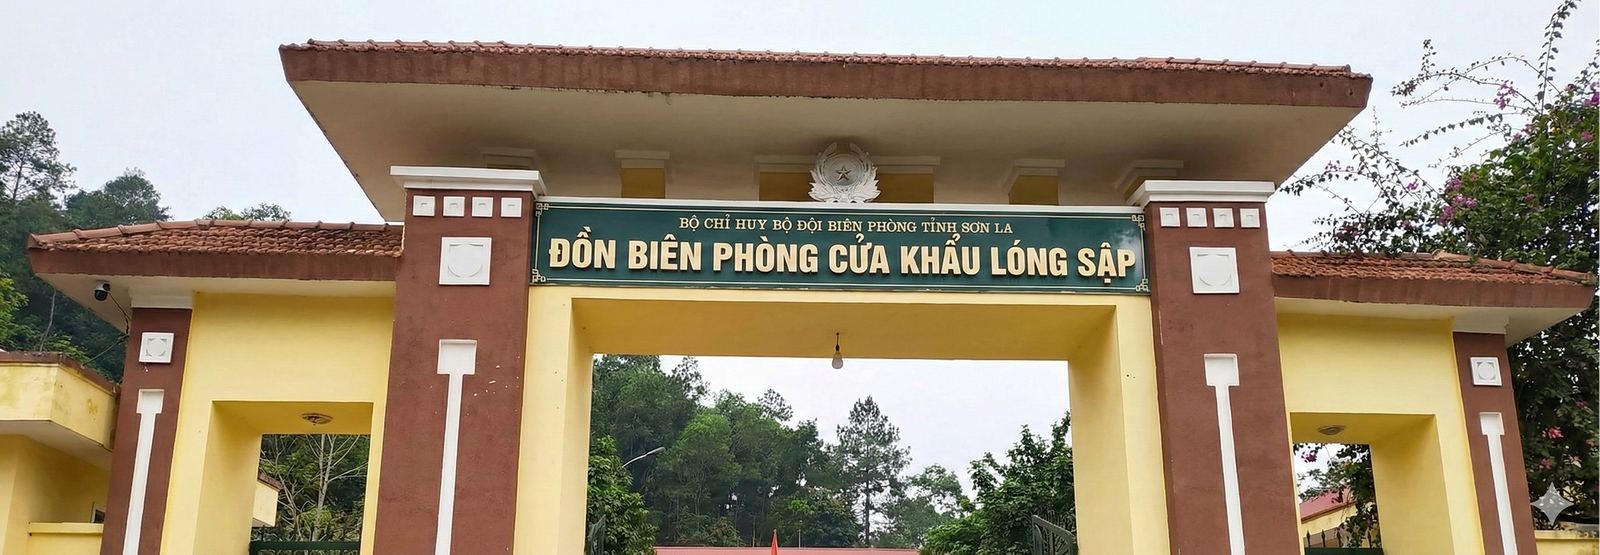 BỘ CHỈ HUY BỘ ĐỘI BIÊN PHÒNG TỈNH SƠN LA
ĐỒN BIÊN PHÒNG CỬA KHẨU LÓNG SẬP